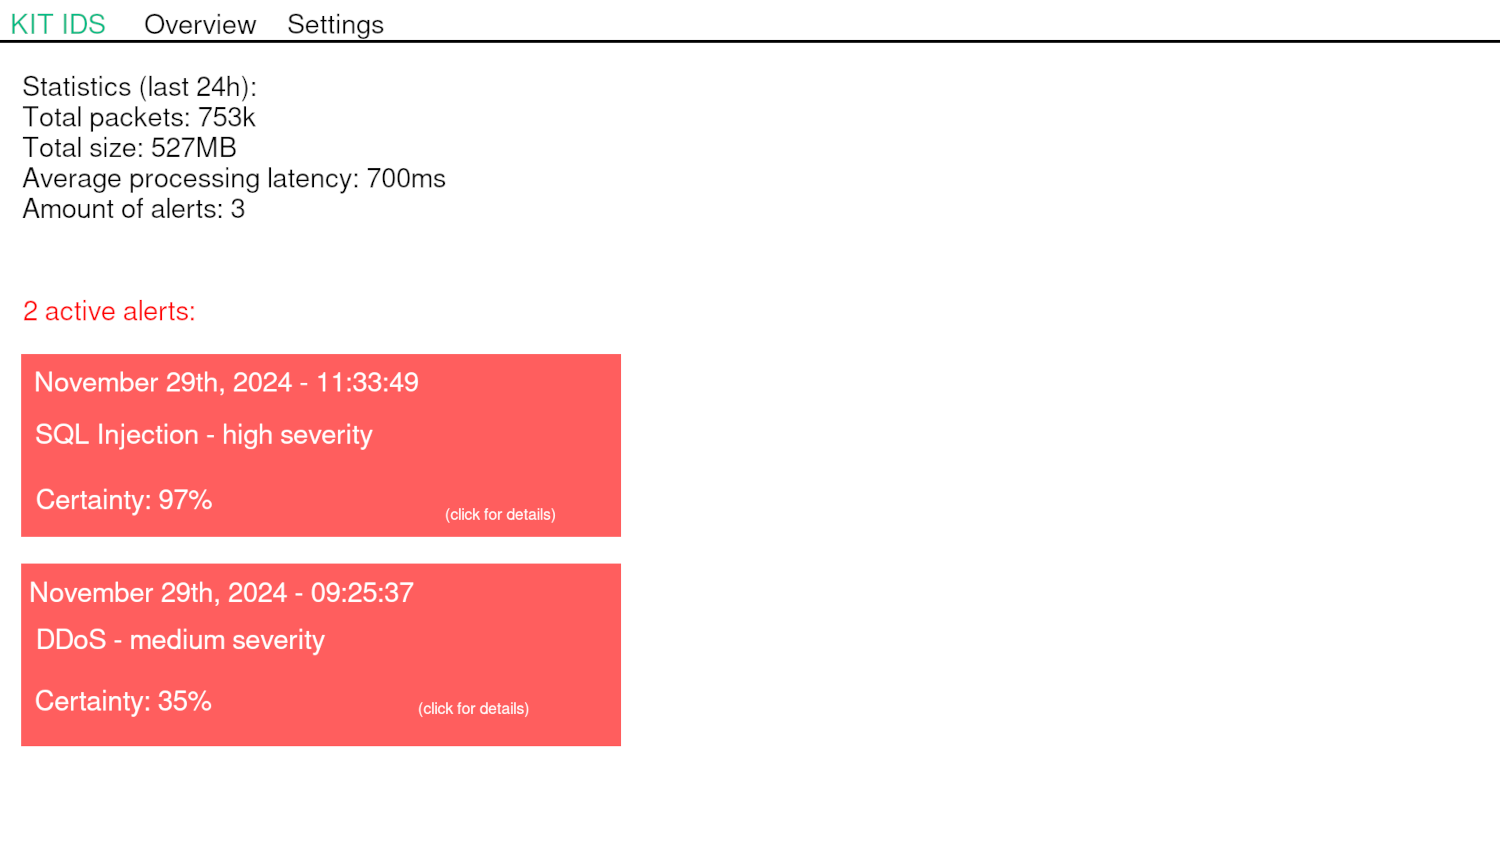 KIT IDS Overview Settings
Statistics (last 24h):
Total packets: 753k
Total size: 527MB
Average processing latency: 700ms
Amount of alerts: 3
2 active alerts:
November 29th, 2024 - 11:33:49
SQL Injection - high severity
Certainty: 97%
(click for details)
November 29th, 2024 - 09:25:37
DDoS - medium severity
Certainty: 35%
(click for details)